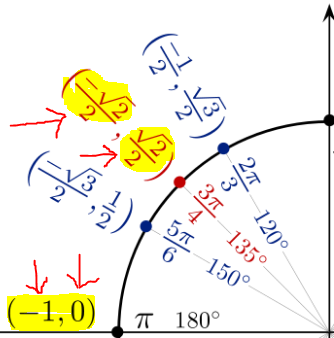 (-1/2, √3/2)
(-√2/2, √2/2)
(-√3/2, 1/2)
2π/3 120°
3π/4 135°
5π/6 150°
(-1, 0) π 180°